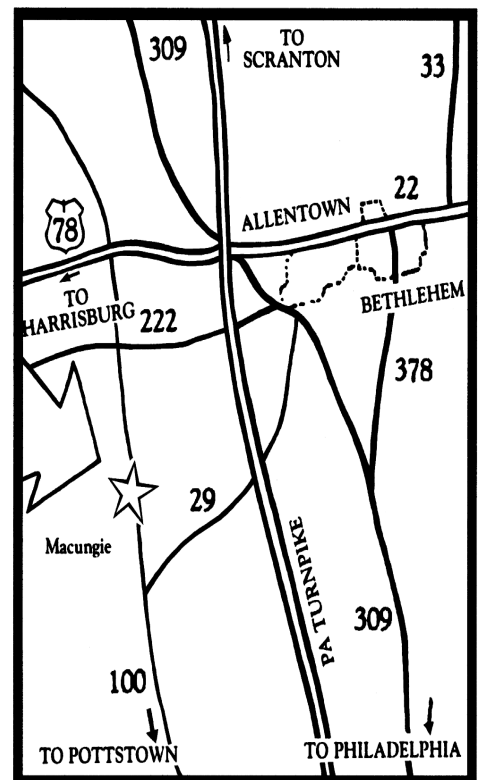 309
TO
SCRANTON
33
22
ALLENTOWN
78
TO
HARRISBURG
BETHLEHEM
222
378
29
Macungie
PA TURNPIKE
309
100
TO POTTSTOWN
TO PHILADELPHIA